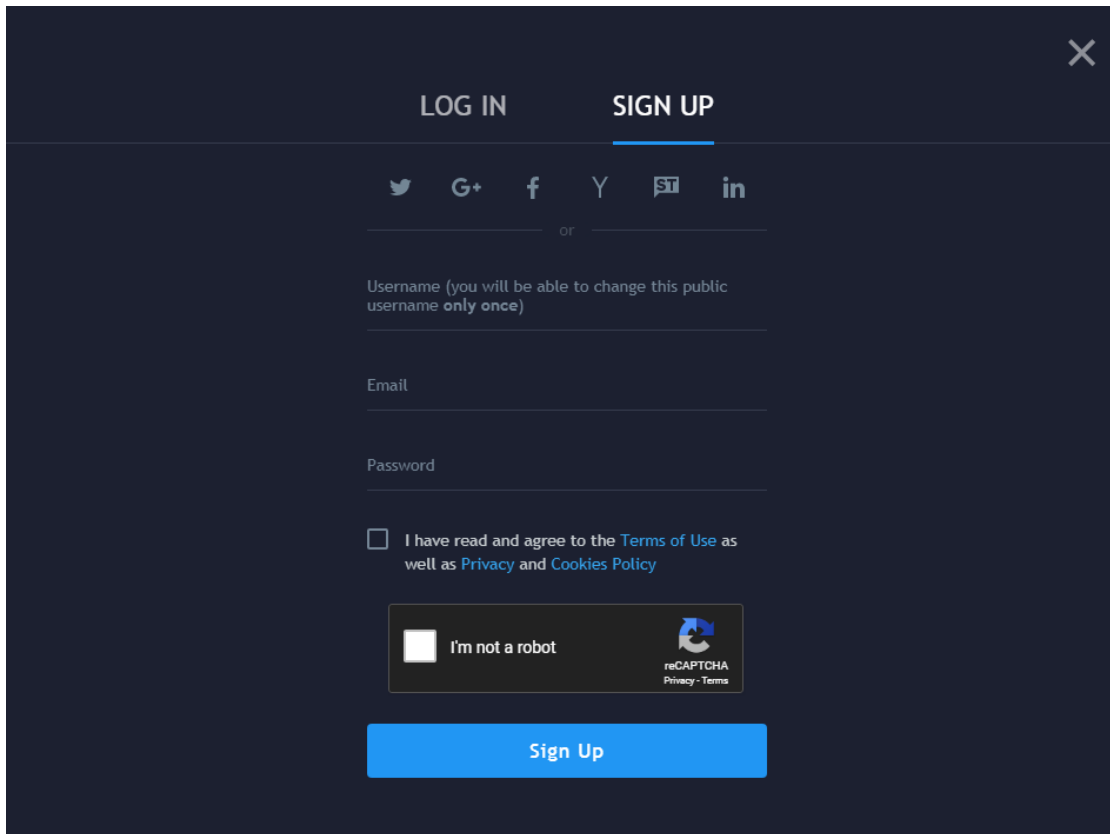 LOG IN SIGN UP
G+ f Y ST in
or
Username (you will be able to change this public
username only once)
Email
Password
I have read and agree to the Terms of Use as
well as Privacy and Cookies Policy
I'm not a robot
reCAPTCHA
Privacy - Terms
Sign Up